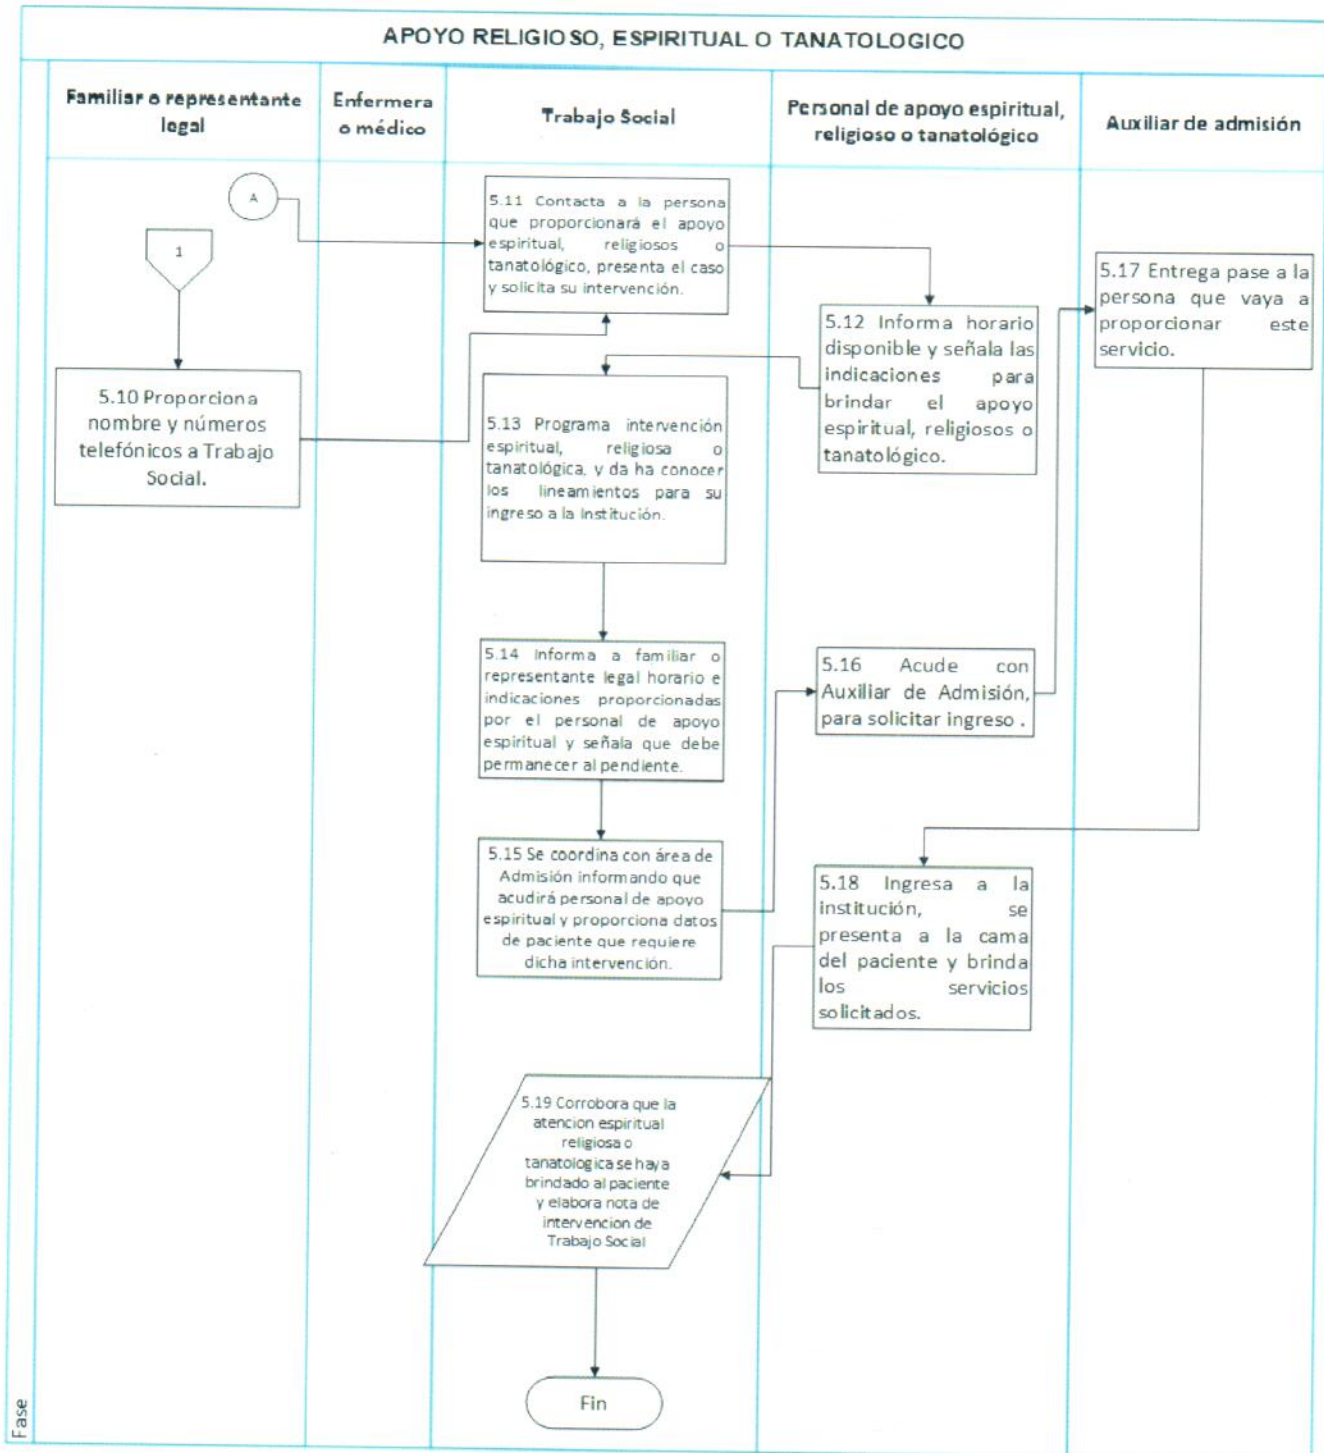 APOYO RELIGIOSO, ESPIRITUAL O TANATOLOGICO
Familiar o representante
legal
Enfermera
o médico
Trabajo Social
Personal de apoyo espiritual,
religioso o tanatológico
Auxiliar de admisión
A
1
5.10 Proporciona
nombre y números
telefónicos a Trabajo
Social.
5.11 Contacta a la persona
que proporcionará el apoyo
espiritual, religiosos o
tanatológico, presenta el caso
y solicita su intervención.
5.12 Informa horario
disponible y señala las
indicaciones para
brindar el apoyo
espiritual, religiosos o
tanatológico.
5.13 Programa intervención
espiritual, religiosa o
tanatológica, y da ha conocer
los lineamientos para su
ingreso a la Institución.
5.14 Informa a familiar o
representante legal horario e
indicaciones proporcionadas
por el personal de apoyo
espiritual y señala que debe
permanecer al pendiente.
5.15 Se coordina con área de
Admisión informando que
acudirá personal de apoyo
espiritual y proporciona datos
de paciente que requiere
dicha intervención.
5.16 Acude con
Auxiliar de Admisión,
para solicitar ingreso .
5.17 Entrega pase a la
persona que vaya a
proporcionar este
servicio.
5.18 Ingresa a la
institución, se
presenta a la cama
del paciente y brinda
los servicios
solicitados.
5.19 Corrobora que la
atencion espiritual
religiosa o
tanatologica se haya
brindado al paciente
y elabora nota de
intervencion de
Trabajo Social
Fin
Fase